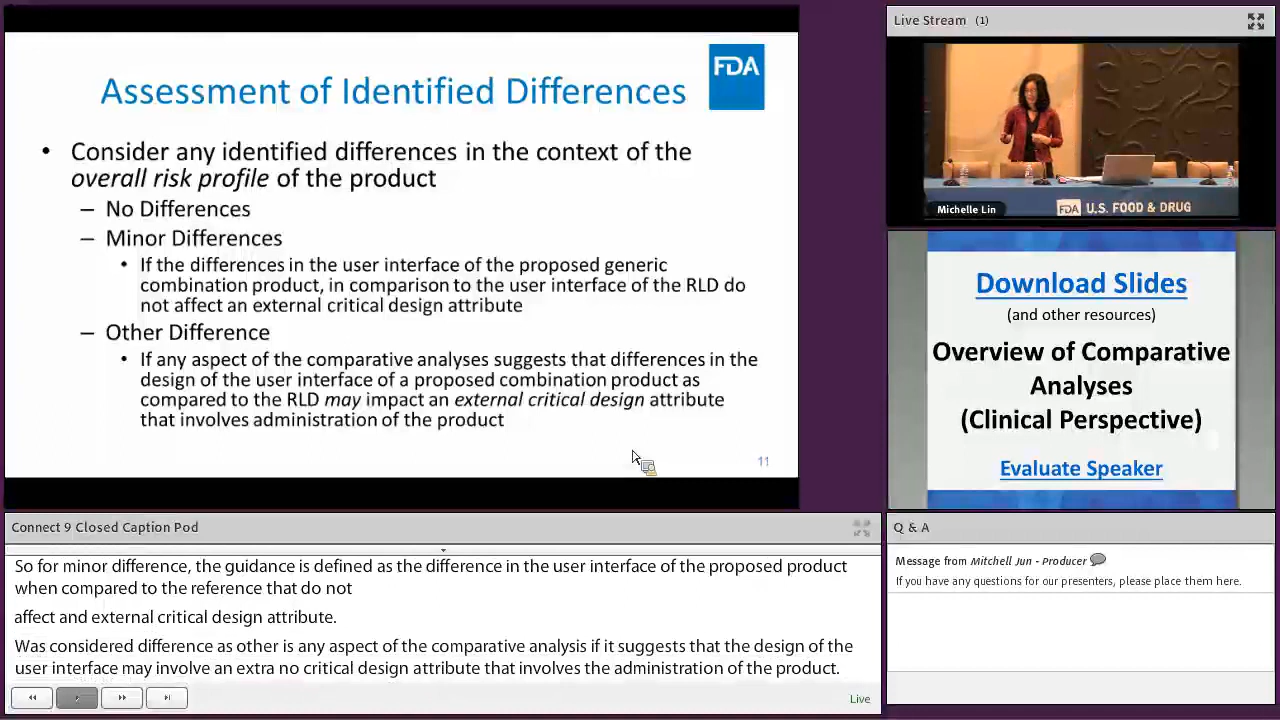 FDA
Assessment of Identified Differences
• Consider any identified differences in the context of the
overall risk profile of the product
– No Differences
– Minor Differences
• If the differences in the user interface of the proposed generic
combination product, in comparison to the user interface of the RLD do
not affect an external critical design attribute
– Other Difference
• If any aspect of the comparative analyses suggests that differences in the
design of the user interface of a proposed combination product as
compared to the RLD may impact an external critical design attribute
that involves administration of the product
11
Live Stream (1)
Michelle Lin
FDA U.S. FOOD & DRUG
Download Slides
(and other resources)
Overview of Comparative
Analyses
(Clinical Perspective)
Evaluate Speaker
Connect 9 Closed Caption Pod
So for minor difference, the guidance is defined as the difference in the user interface of the proposed product
when compared to the reference that do not
affect and external critical design attribute.
Was considered difference as other is any aspect of the comparative analysis if it suggests that the design of the
user interface may involve an extra no critical design attribute that involves the administration of the product.
Live
Q & A
Message from Mitchell Jun - Producer
If you have any questions for our presenters, please place them here.